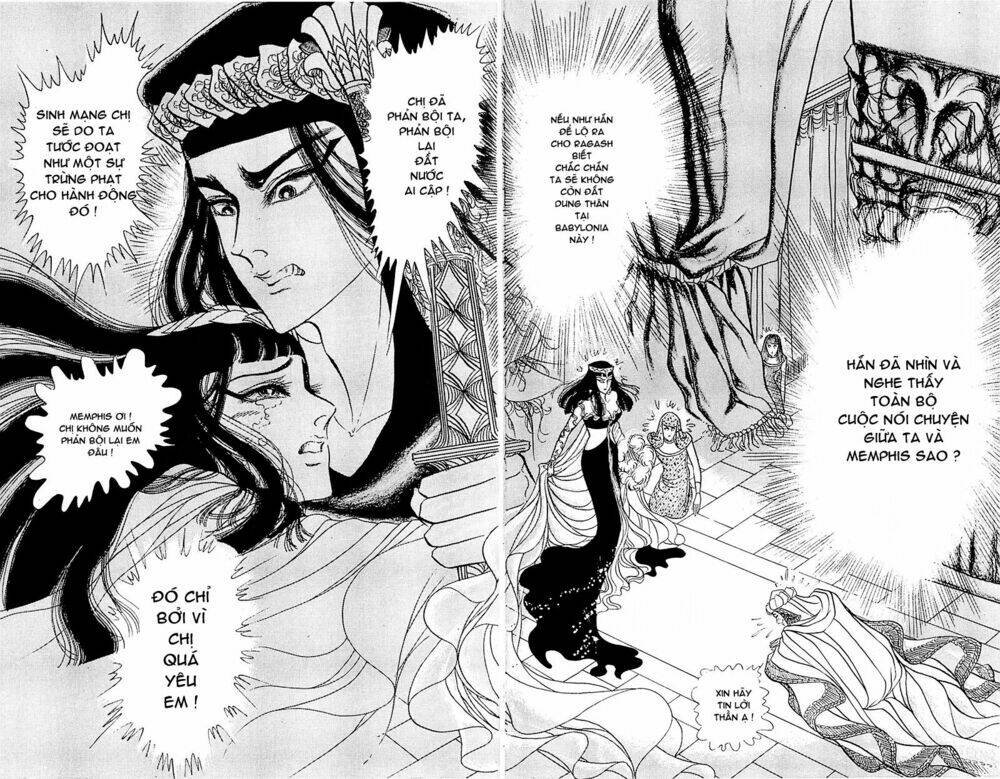 HẮN ĐÃ NHÌN VÀ
NGHE THẤY
TOÀN BỘ
CUỘC NÓI CHUYỆN
GIỮA TA VÀ
MEMPHIS SAO ?
NẾU NHƯ HẮN
ĐỂ LỘ RA
CHO RAGASH
BIẾT
CHẮC CHẮN
TA SẼ KHÔNG
CÒN ĐẤT
DUNG THÂN
TẠI
BABYLONIA
NÀY !
XIN HÃY
TIN LỜI
THẦN Ạ !
CHỊ ĐÃ
PHẢN BỘI TA,
PHẢN BỘI
LẠI
ĐẤT
NƯỚC
AI CẬP !
SINH MẠNG CHỊ
SẼ DO TA
TƯỚC ĐOẠT
NHƯ MỘT SỰ
TRỪNG PHẠT
CHO HÀNH ĐỘNG
ĐÓ !
MEMPHIS ƠI !
CHỊ KHÔNG MUỐN
PHẢN BỘI LẠI EM
ĐÂU !
ĐÓ CHỈ
BỞI VÌ
CHỊ
QUÁ
YÊU
EM !